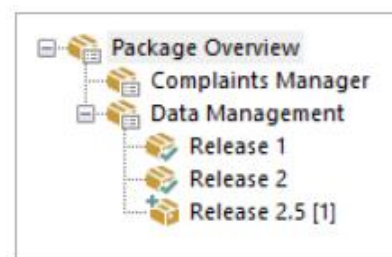 Package Overview
Complaints Manager
Data Management
Release 1
Release 2
Release 2.5 [1]